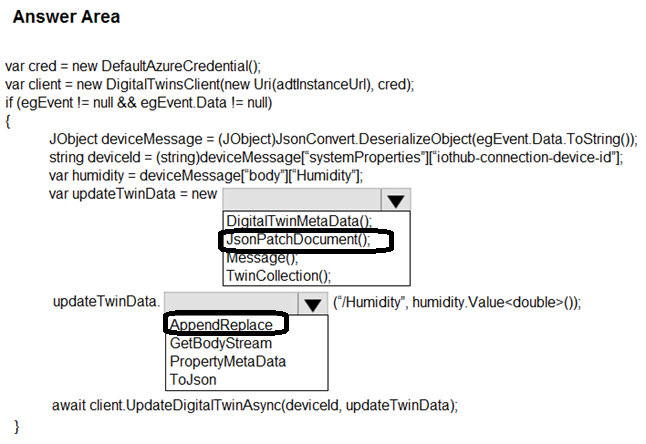 Answer Area
var cred = new DefaultAzureCredential();
var client = new DigitalTwinsClient(new Uri(adtInstanceUrl), cred);
if (egEvent != null && egEvent.Data != null)
{
JObject deviceMessage = (JObject)JsonConvert.DeserializeObject(egEvent.Data.ToString());
string deviceId = (string)deviceMessage["systemProperties"]["iothub-connection-device-id"];
var humidity = deviceMessage["body"]["Humidity"];
var updateTwinData = new
DigitalTwinMetaData();
JsonPatchDocument();
Message();
TwinCollection();
updateTwinData. ("/Humidity", humidity.Value<double>());
AppendReplace
GetBodyStream
PropertyMetaData
ToJson
await client.UpdateDigitalTwinAsync(deviceId, updateTwinData);
}